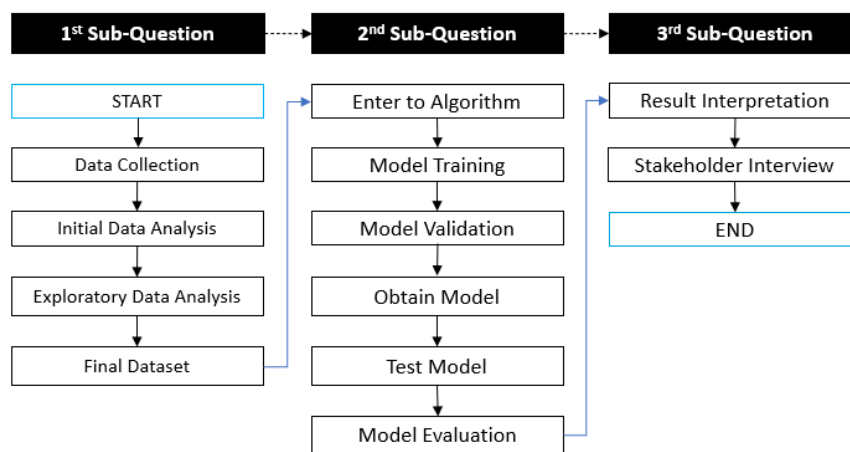 1st Sub-Question
2nd Sub-Question
3rd Sub-Question
START
Data Collection
Initial Data Analysis
Exploratory Data Analysis
Final Dataset
Enter to Algorithm
Model Training
Model Validation
Obtain Model
Test Model
Model Evaluation
Result Interpretation
Stakeholder Interview
END